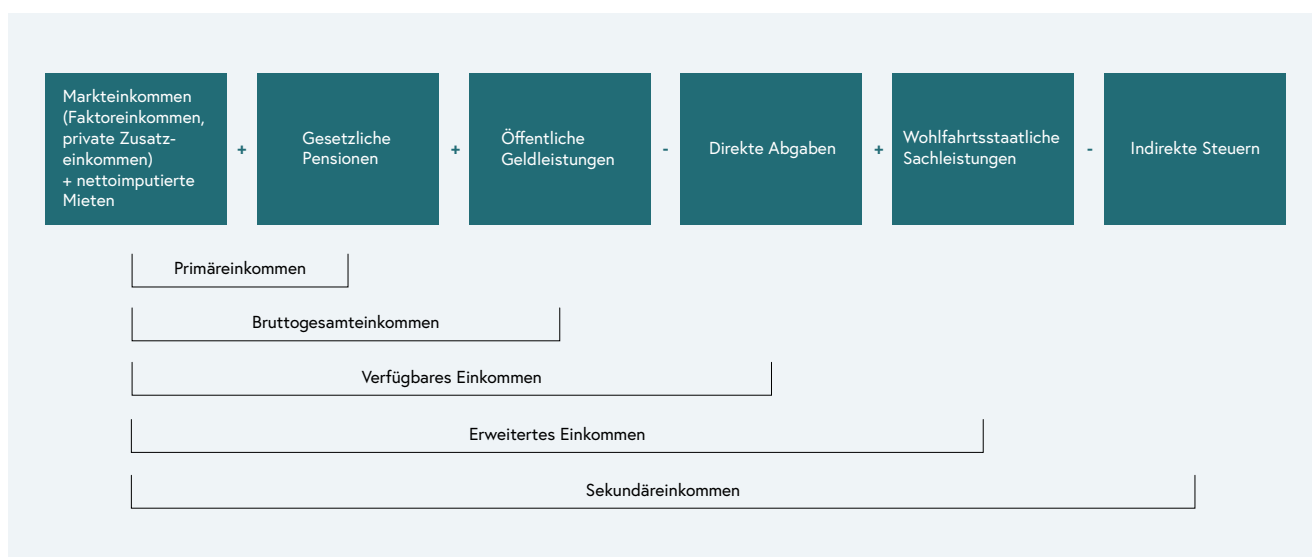 Markteinkommen
(Faktoreinkommen,
private Zusatz-
einkommen)
+ nettoimputierte
Mieten
+
Gesetzliche
Pensionen
+
Öffentliche
Geldleistungen
-
Direkte Abgaben
+
Wohlfahrtsstaatliche
Sachleistungen
-
Indirekte Steuern
Primäreinkommen
Bruttogesamteinkommen
Verfügbares Einkommen
Erweitertes Einkommen
Sekundäreinkommen